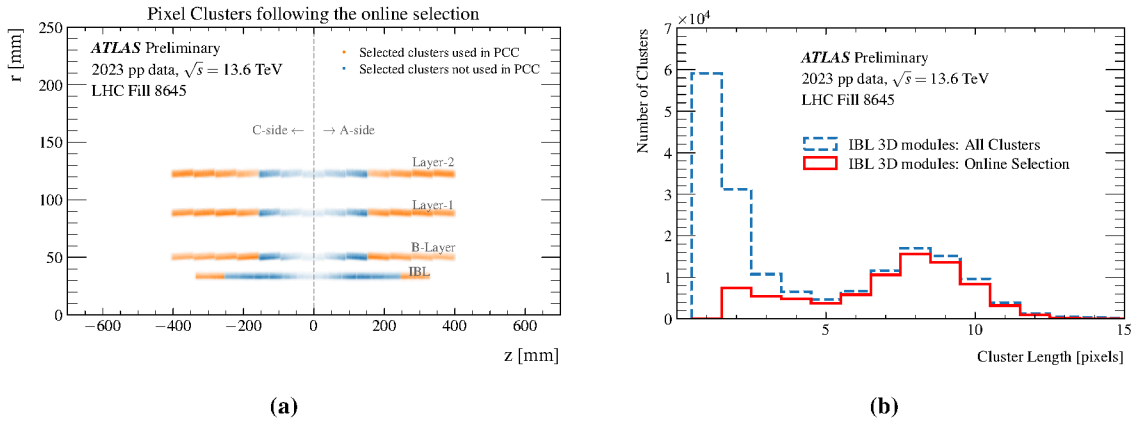 Pixel Clusters following the online selection
ATLAS Preliminary
2023 pp data, √s = 13.6 TeV
LHC Fill 8645
Selected clusters used in PCC
Selected clusters not used in PCC
C-side ← → A-side
Layer-2
Layer-1
B-Layer
IBL
r [mm]
250
200
150
100
50
0
−600 −400 −200 0 200 400 600
z [mm]
(a)
×10⁴
ATLAS Preliminary
2023 pp data, √s = 13.6 TeV
LHC Fill 8645
IBL 3D modules: All Clusters
IBL 3D modules: Online Selection
Number of Clusters
7
6
5
4
3
2
1
0
5 10 15
Cluster Length [pixels]
(b)